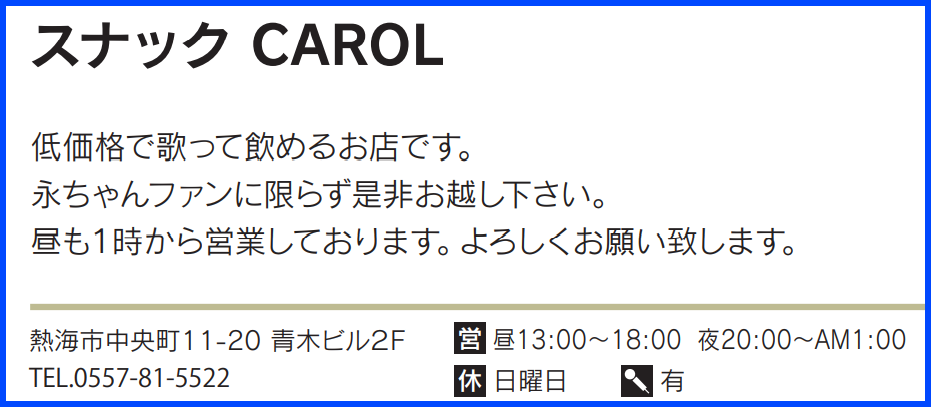 スナック CAROL
低価格で歌って飲めるお店です。
永ちゃんファンに限らず是非お越し下さい。
昼も1時から営業しております。よろしくお願い致します。
熱海市中央町11-20 青木ビル2F
TEL.0557-81-5522
営 昼13:00～18:00 夜20:00～AM1:00
休 日曜日 有